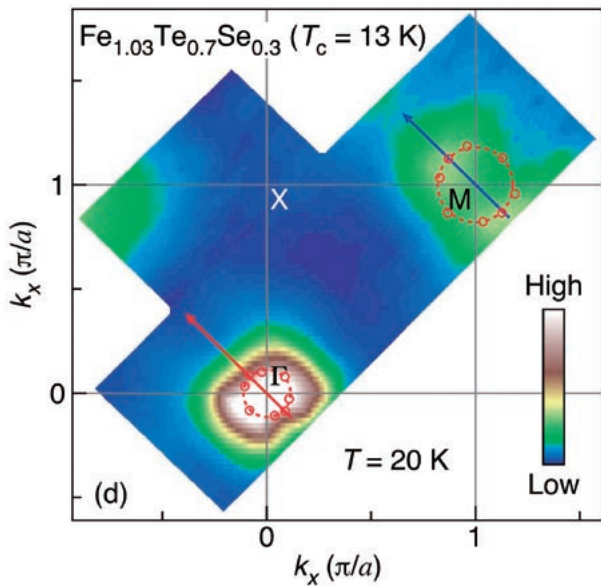 Fe₁.₀₃Te₀.₇Se₀.₃ (Tc = 13 K)
1
X
M
kₓ (π/a)
High
Γ
0
T = 20 K
Low
(d)
0
1
kₓ (π/a)